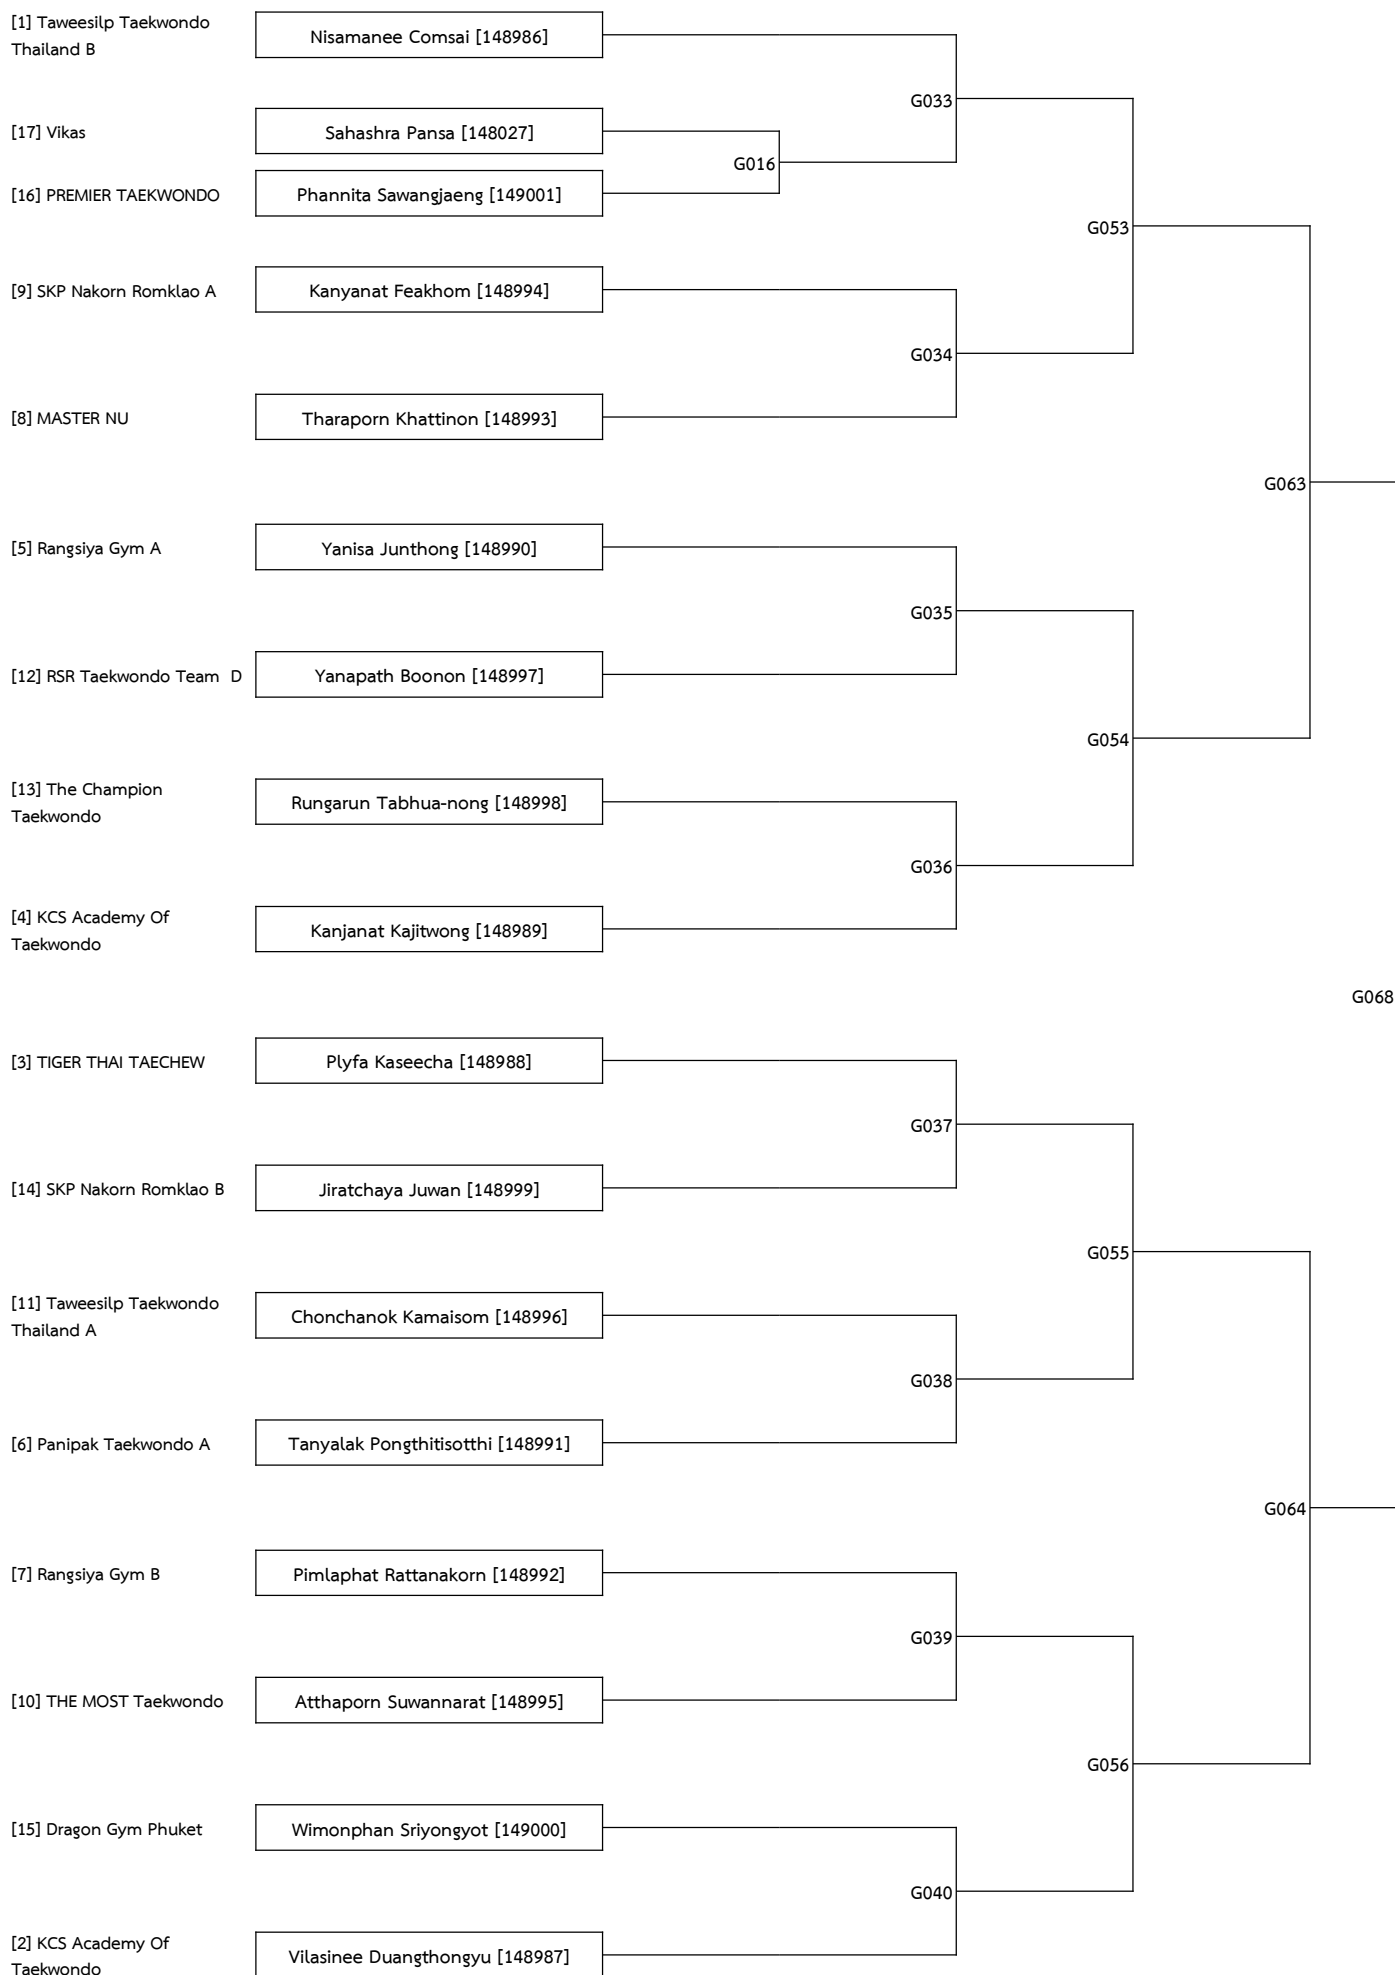 [1] Taweesilp Taekwondo
Thailand B
Nisamanee Comsai [148986]
G033
[17] Vikas
Sahashra Pansa [148027]
G016
[16] PREMIER TAEKWONDO
Phannita Sawangjaeng [149001]
G053
[9] SKP Nakorn Romklao A
Kanyanat Feakhom [148994]
G034
[8] MASTER NU
Tharaporn Khattinon [148993]
G063
[5] Rangsiya Gym A
Yanisa Junthong [148990]
G035
[12] RSR Taekwondo Team  D
Yanapath Boonon [148997]
G054
[13] The Champion
Taekwondo
Rungarun Tabhua-nong [148998]
G036
[4] KCS Academy Of
Taekwondo
Kanjanat Kajitwong [148989]
G068
[3] TIGER THAI TAECHEW
Plyfa Kaseecha [148988]
G037
[14] SKP Nakorn Romklao B
Jiratchaya Juwan [148999]
G055
[11] Taweesilp Taekwondo
Thailand A
Chonchanok Kamaisom [148996]
G038
[6] Panipak Taekwondo A
Tanyalak Pongthitisotthi [148991]
G064
[7] Rangsiya Gym B
Pimlaphat Rattanakorn [148992]
G039
[10] THE MOST Taekwondo
Atthaporn Suwannarat [148995]
G056
[15] Dragon Gym Phuket
Wimonphan Sriyongyot [149000]
G040
[2] KCS Academy Of
Taekwondo
Vilasinee Duangthongyu [148987]